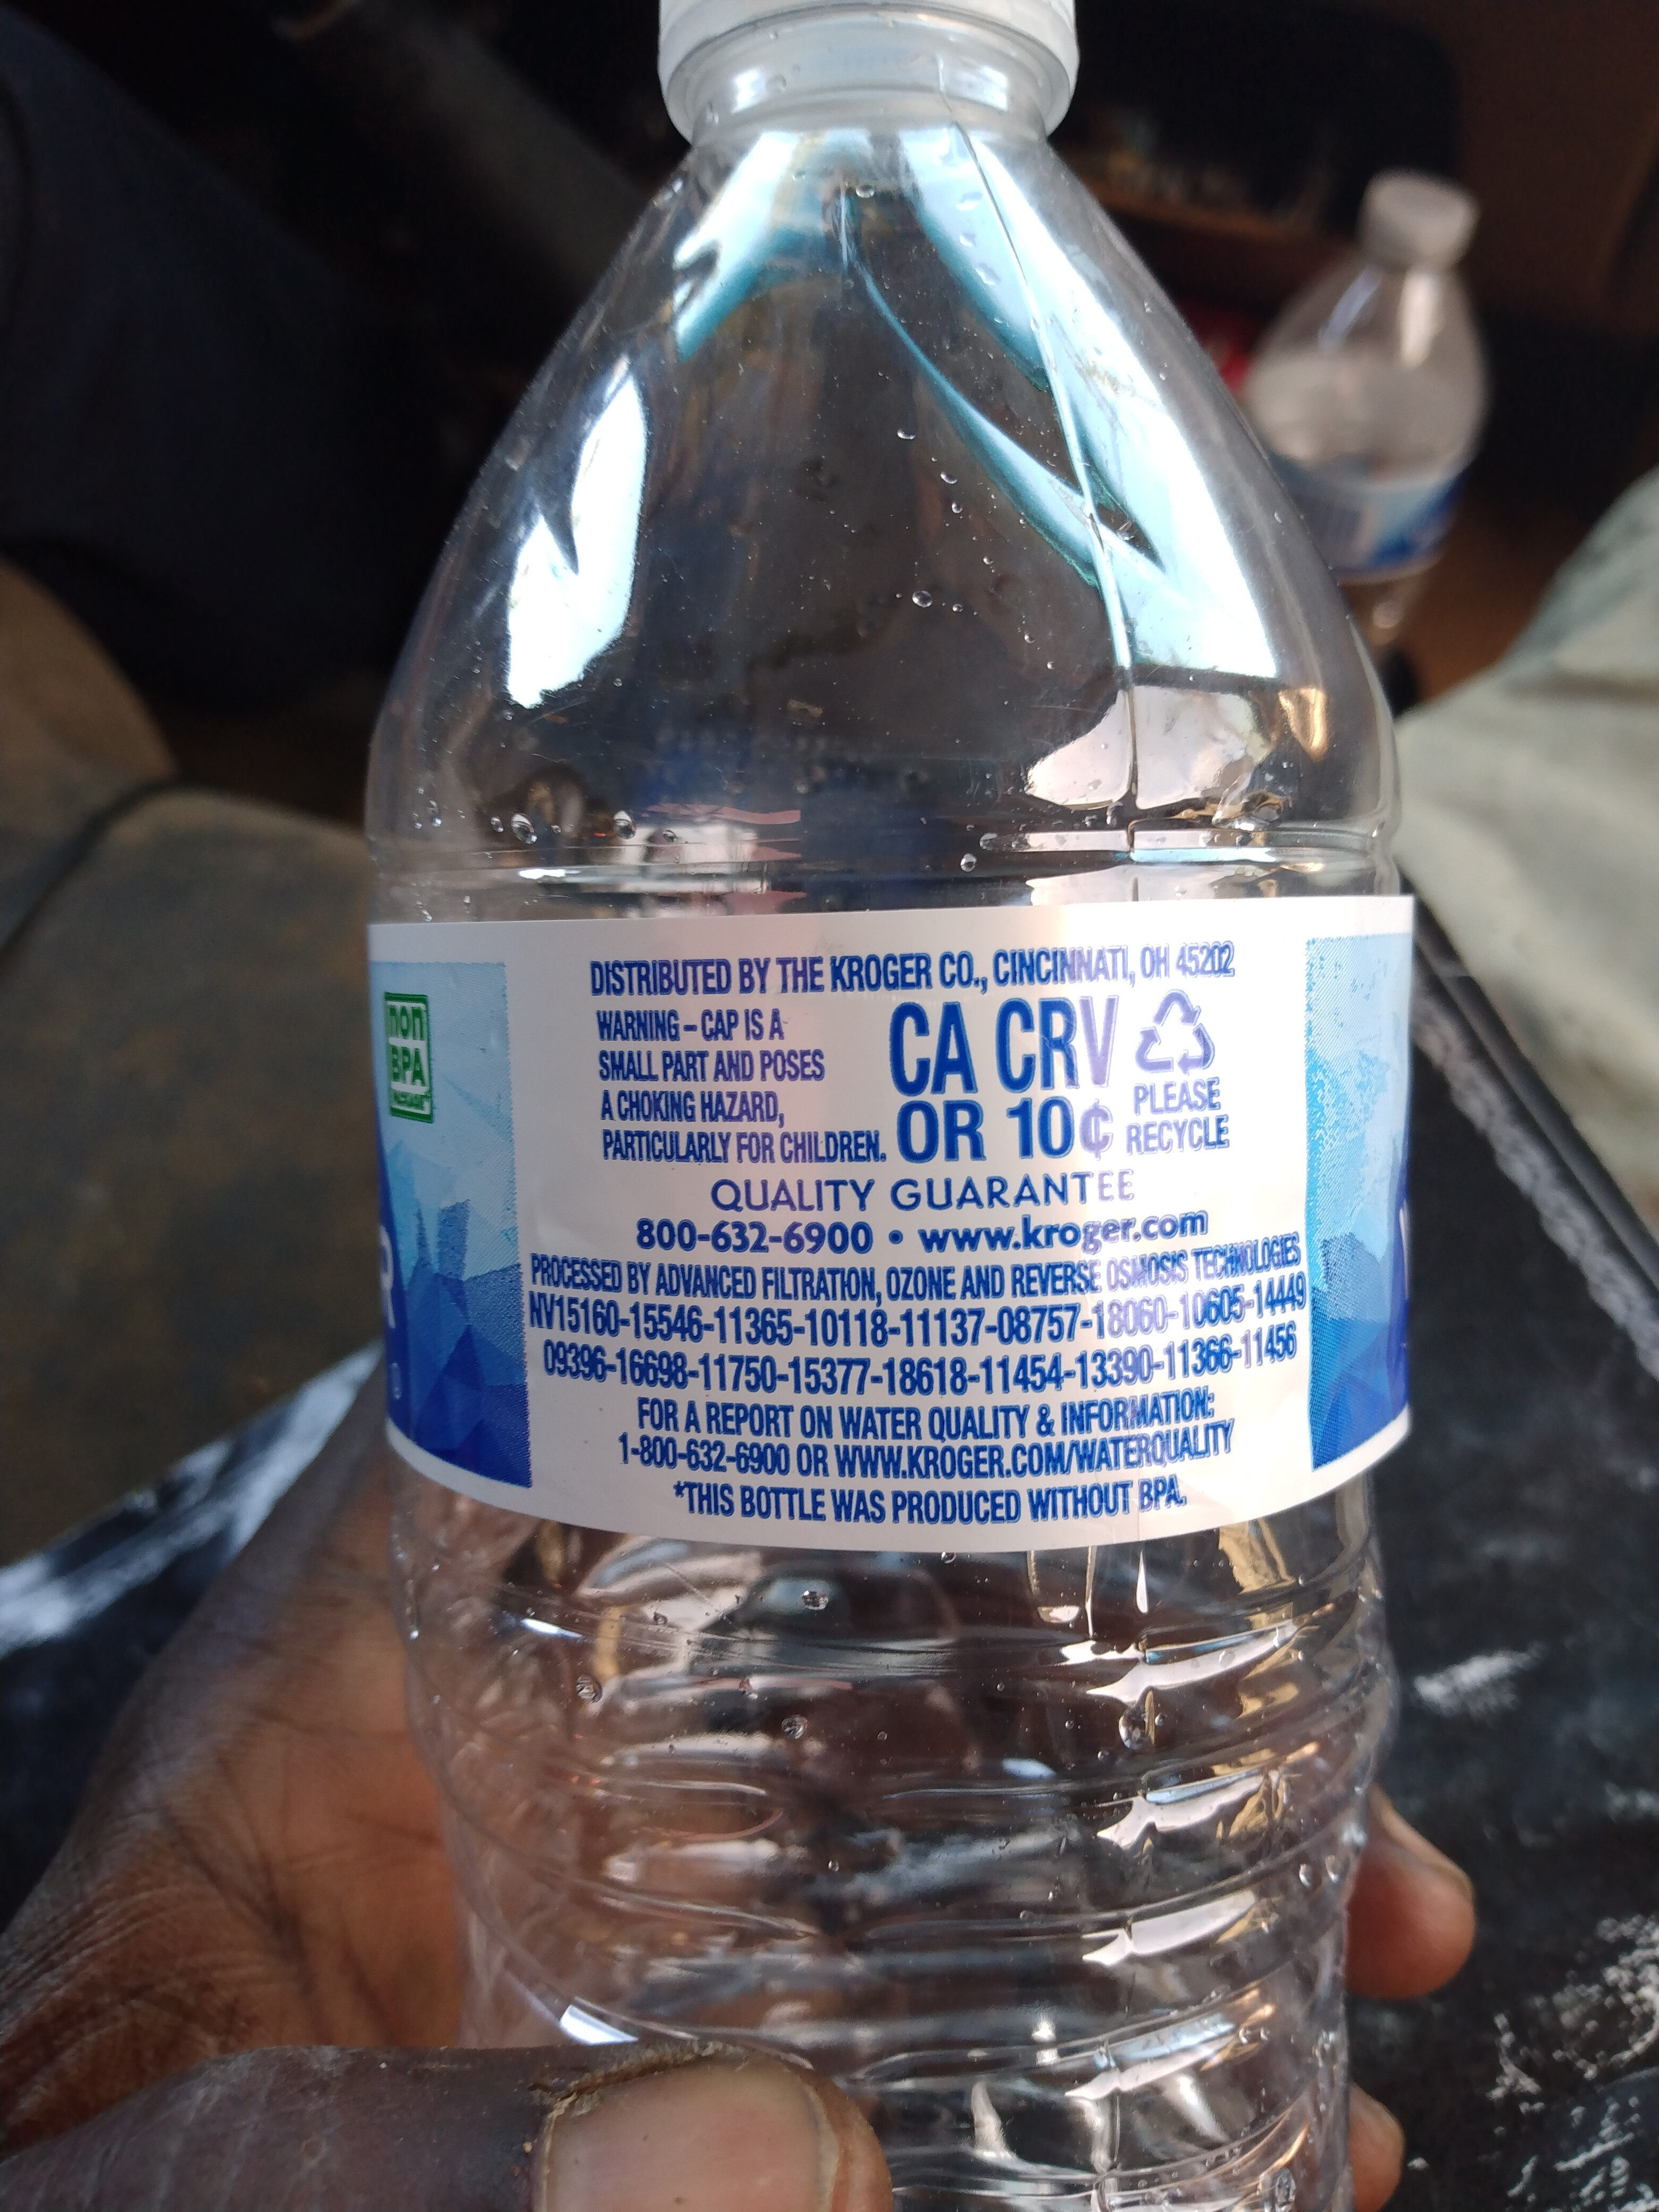 DISTRIBUTED BY THE KROGER CO., CINCINNATI, OH 45202
non
BPA
PACKAGE*
WARNING – CAP IS A
SMALL PART AND POSES
A CHOKING HAZARD,
PARTICULARLY FOR CHILDREN.
CA CRV
OR 10¢
PLEASE
RECYCLE
QUALITY GUARANTEE
800-632-6900 • www.kroger.com
PROCESSED BY ADVANCED FILTRATION, OZONE AND REVERSE OSMOSIS TECHNOLOGIES
NV15160-15546-11365-10118-11137-08757-18060-10605-14449
09396-16698-11750-15377-18618-11454-13390-11366-11456
FOR A REPORT ON WATER QUALITY & INFORMATION:
1-800-632-6900 OR WWW.KROGER.COM/WATERQUALITY
*THIS BOTTLE WAS PRODUCED WITHOUT BPA.